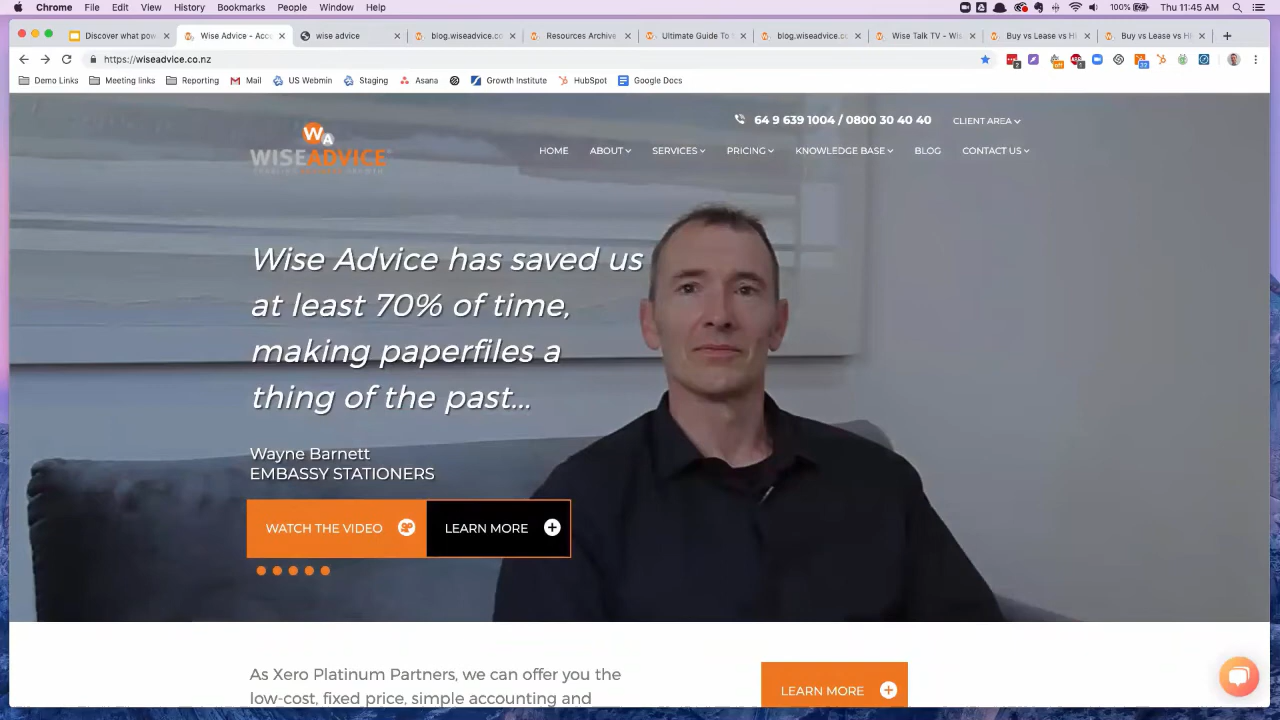 Chrome File Edit View History Bookmarks People Window Help 100% Thu 11:45 AM
Discover what pow Wise Advice - Acco wise advice blog.wiseadvice.co Resources Archive Ultimate Guide To blog.wiseadvice.co Wise Talk TV - Wis Buy vs Lease vs Hi Buy vs Lease vs Hi
https://wiseadvice.co.nz
Demo Links Meeting links Reporting Mail US Webmin Staging Asana Growth Institute HubSpot Google Docs
64 9 639 1004 / 0800 30 40 40 CLIENT AREA
WA
WISEADVICE
HOME ABOUT SERVICES PRICING KNOWLEDGE BASE BLOG CONTACT US
Wise Advice has saved us
at least 70% of time,
making paperfiles a
thing of the past...
Wayne Barnett
EMBASSY STATIONERS
WATCH THE VIDEO LEARN MORE
As Xero Platinum Partners, we can offer you the
low-cost, fixed price, simple accounting and
LEARN MORE